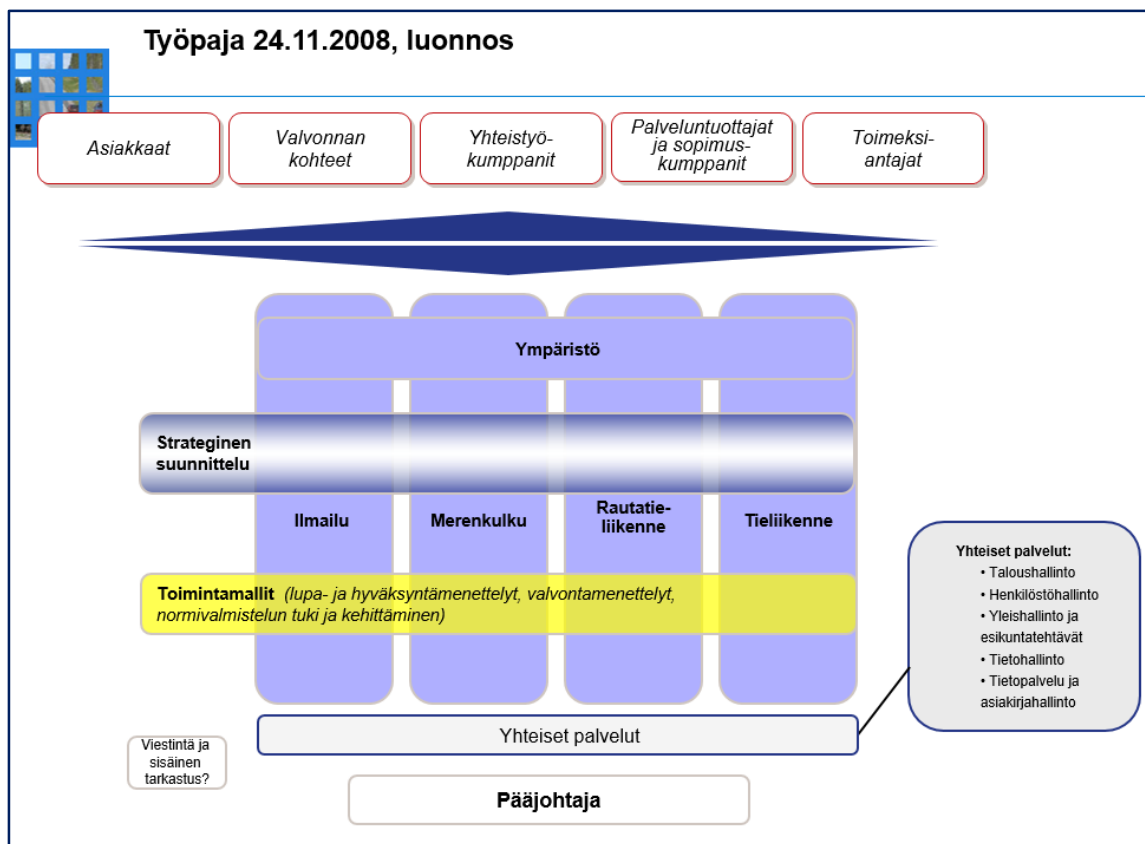 Työpaja 24.11.2008, luonnos
Asiakkaat
Valvonnan
kohteet
Yhteistyö-
kumppanit
Palveluntuottajat
ja sopimus-
kumppanit
Toimeksi-
antajat
Ympäristö
Strateginen
suunnittelu
Ilmailu
Merenkulku
Rautatie-
liikenne
Tieliikenne
Toimintamallit (lupa- ja hyväksyntämenettelyt, valvontamenettelyt,
normivalmistelun tuki ja kehittäminen)
Yhteiset palvelut:
• Taloushallinto
• Henkilöstöhallinto
• Yleishallinto ja
esikuntatehtävät
• Tietohallinto
• Tietopalvelu ja
asiakirjahallinto
Yhteiset palvelut
Viestintä ja
sisäinen
tarkastus?
Pääjohtaja